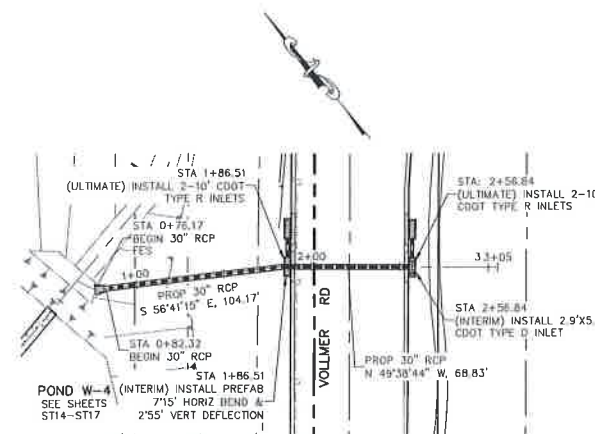 STA 1+86.51
(ULTIMATE) INSTALL 2-10' CDOT
TYPE R INLETS
STA: 2+56.84
(ULTIMATE) INSTALL 2-10
CDOT TYPE R INLETS
STA 0+76.17
BEGIN 30" RCP
FES
1+00
2+00
3+05
PROP 30" RCP
S 56°41'15" E, 104.17'
VOLLMER RD
STA 0+82.32
BEGIN 30" RCP
STA 2+56.84
(INTERIM) INSTALL 2.9'X5.
CDOT TYPE D INLET
PROP 30" RCP
N 49°38'44" W, 68.83'
STA 1+86.51
(INTERIM) INSTALL PREFAB
7°15' HORIZ BEND &
2°55' VERT DEFLECTION
POND W-4
SEE SHEETS
ST14-ST17